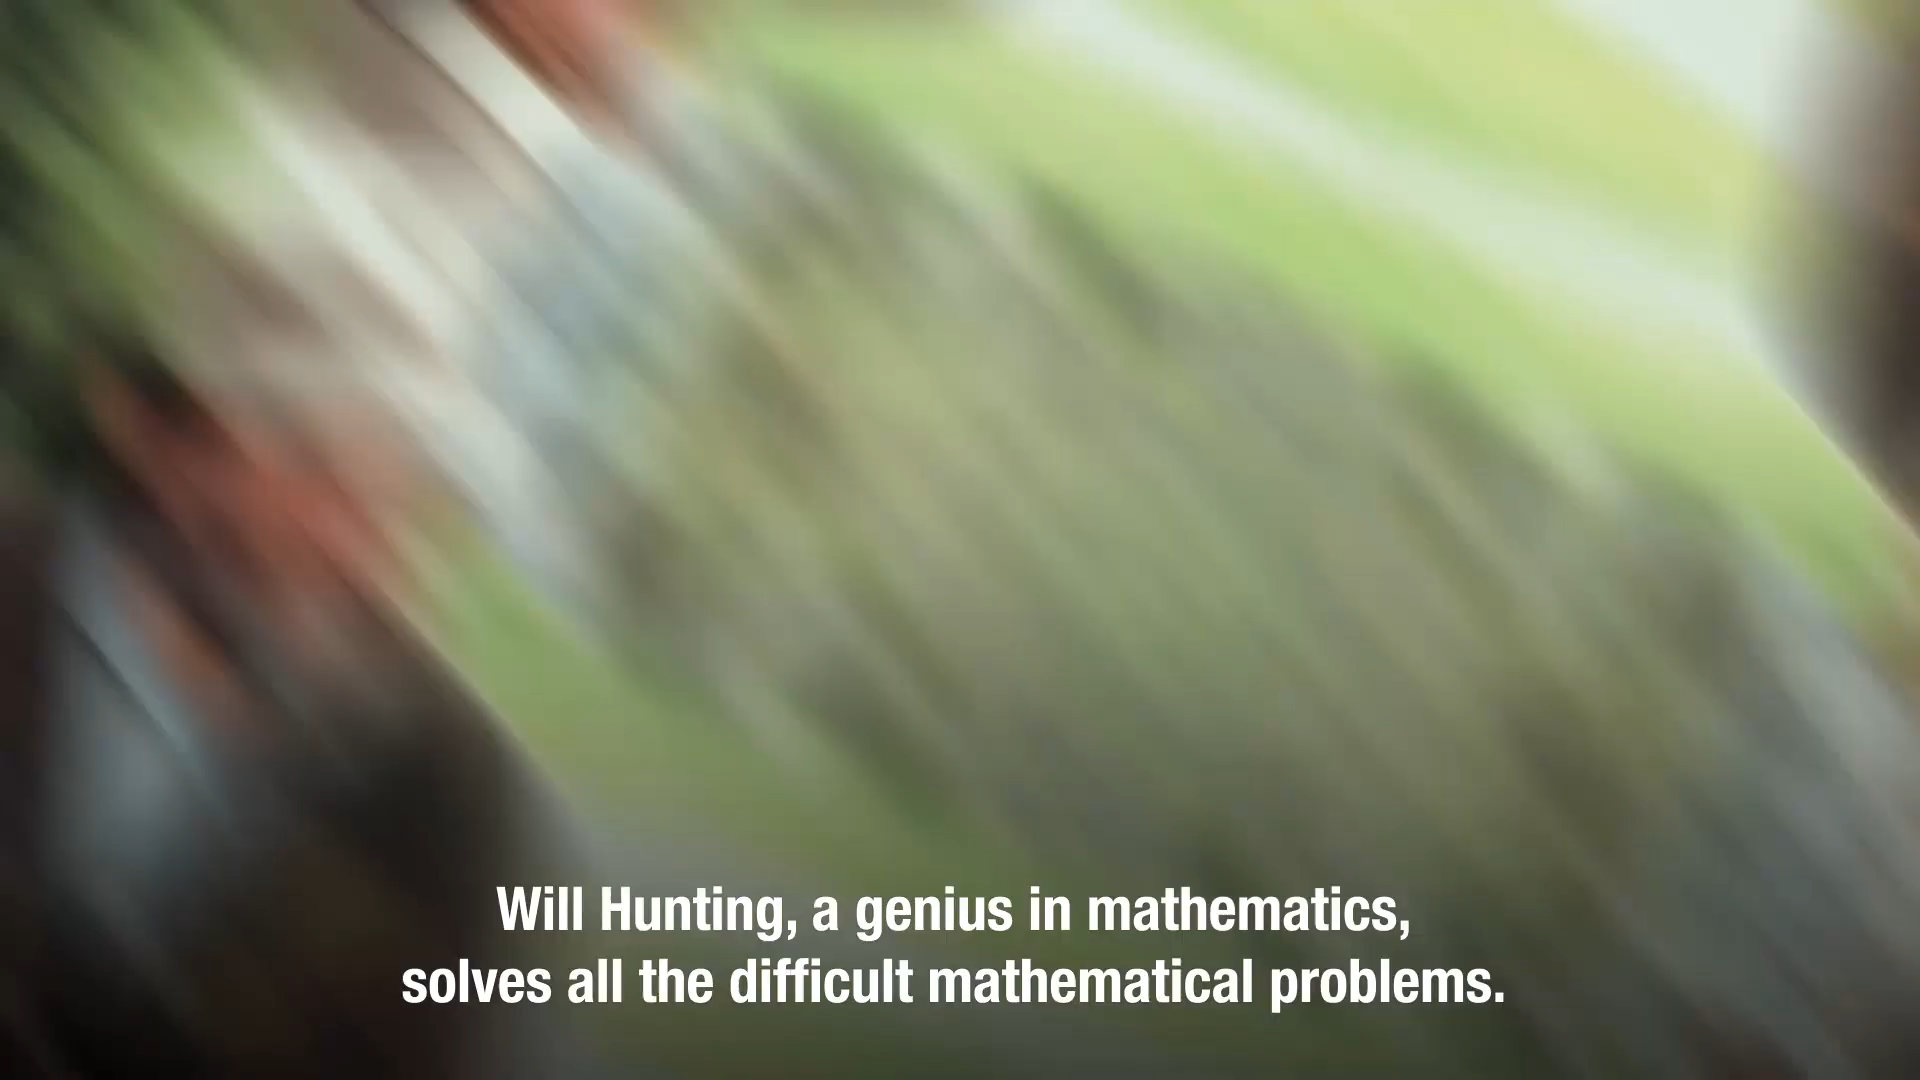 Will Hunting, a genius in mathematics,
solves all the difficult mathematical problems.